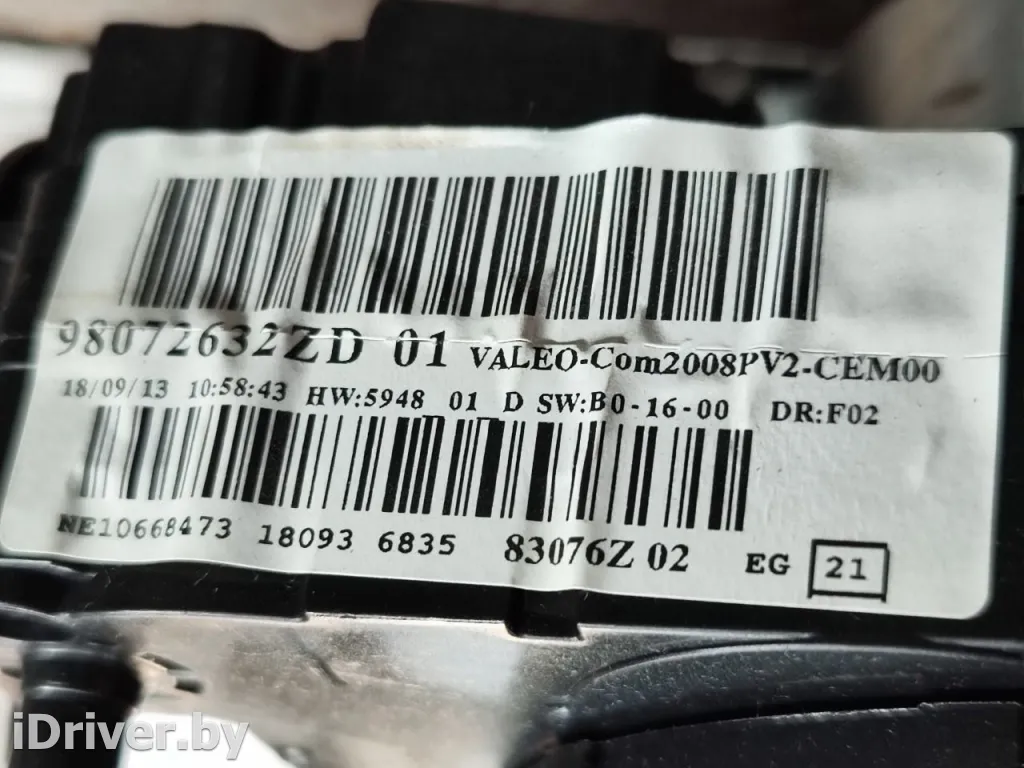 98072632ZD 01 VALEO-Com2008PV2-CEM00
18/09/13 10:58:43 HW:5948 01 D SW:B0-16-00 DR:F02
NE10668473 18093 6835 83076Z 02 EG 21
iDriver.by